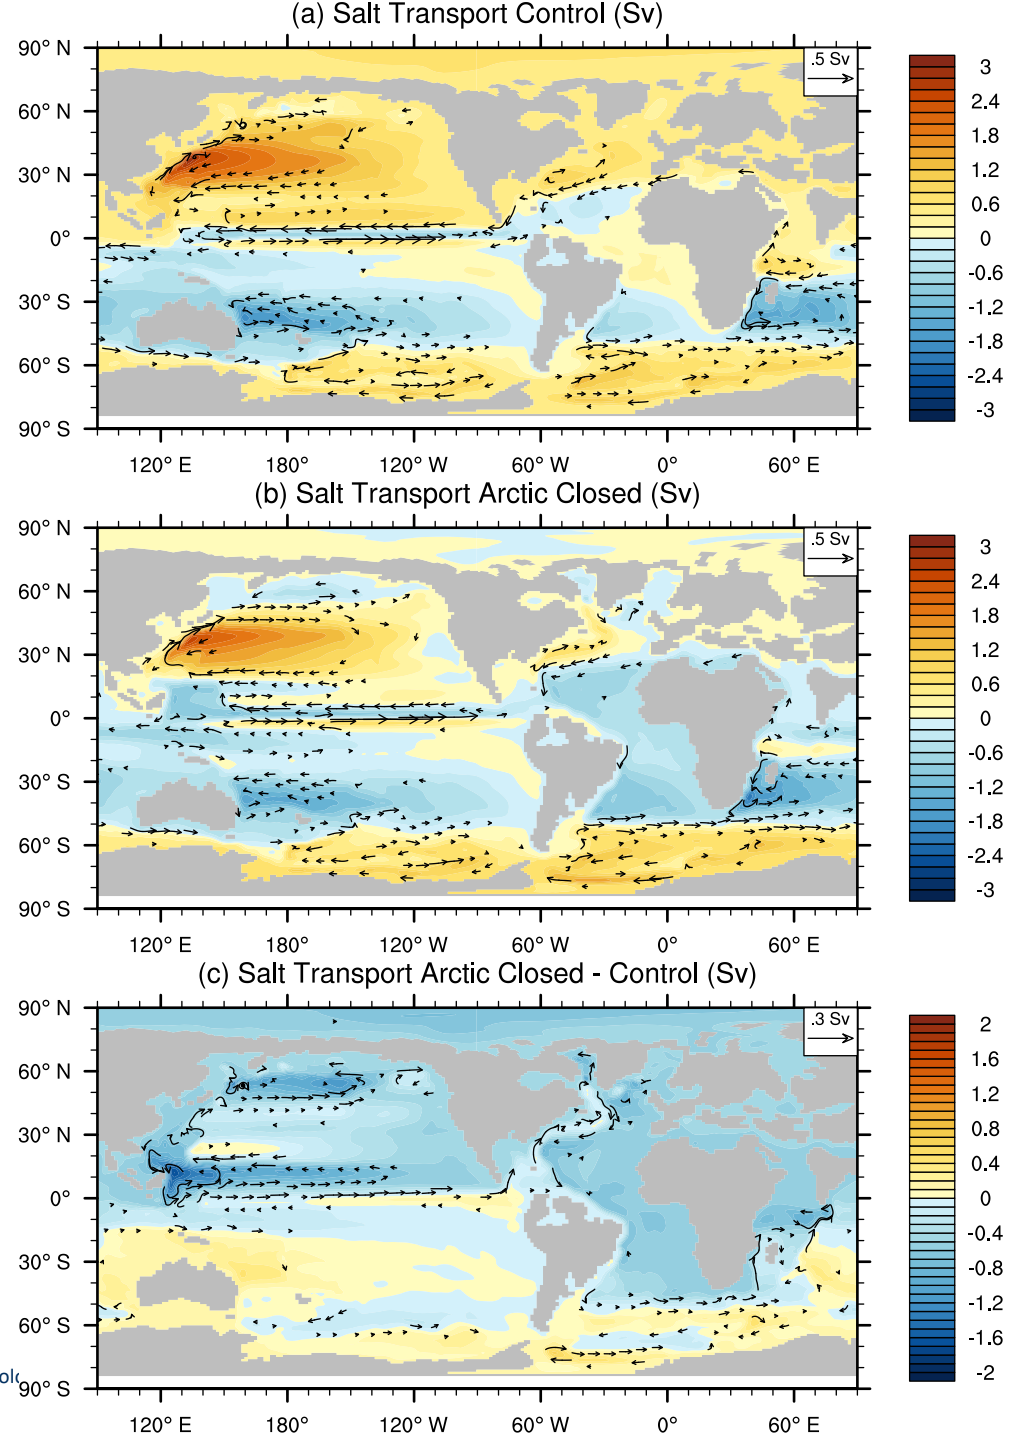 (a) Salt Transport Control (Sv)
90° N
60° N
30° N
0°
30° S
60° S
90° S
.5 Sv
120° E
180°
120° W
60° W
0°
60° E
3
2.4
1.8
1.2
0.6
0
-0.6
-1.2
-1.8
-2.4
-3
(b) Salt Transport Arctic Closed (Sv)
90° N
60° N
30° N
0°
30° S
60° S
90° S
.5 Sv
120° E
180°
120° W
60° W
0°
60° E
3
2.4
1.8
1.2
0.6
0
-0.6
-1.2
-1.8
-2.4
-3
(c) Salt Transport Arctic Closed - Control (Sv)
90° N
60° N
30° N
0°
30° S
60° S
90° S
.3 Sv
120° E
180°
120° W
60° W
0°
60° E
2
1.6
1.2
0.8
0.4
0
-0.4
-0.8
-1.2
-1.6
-2